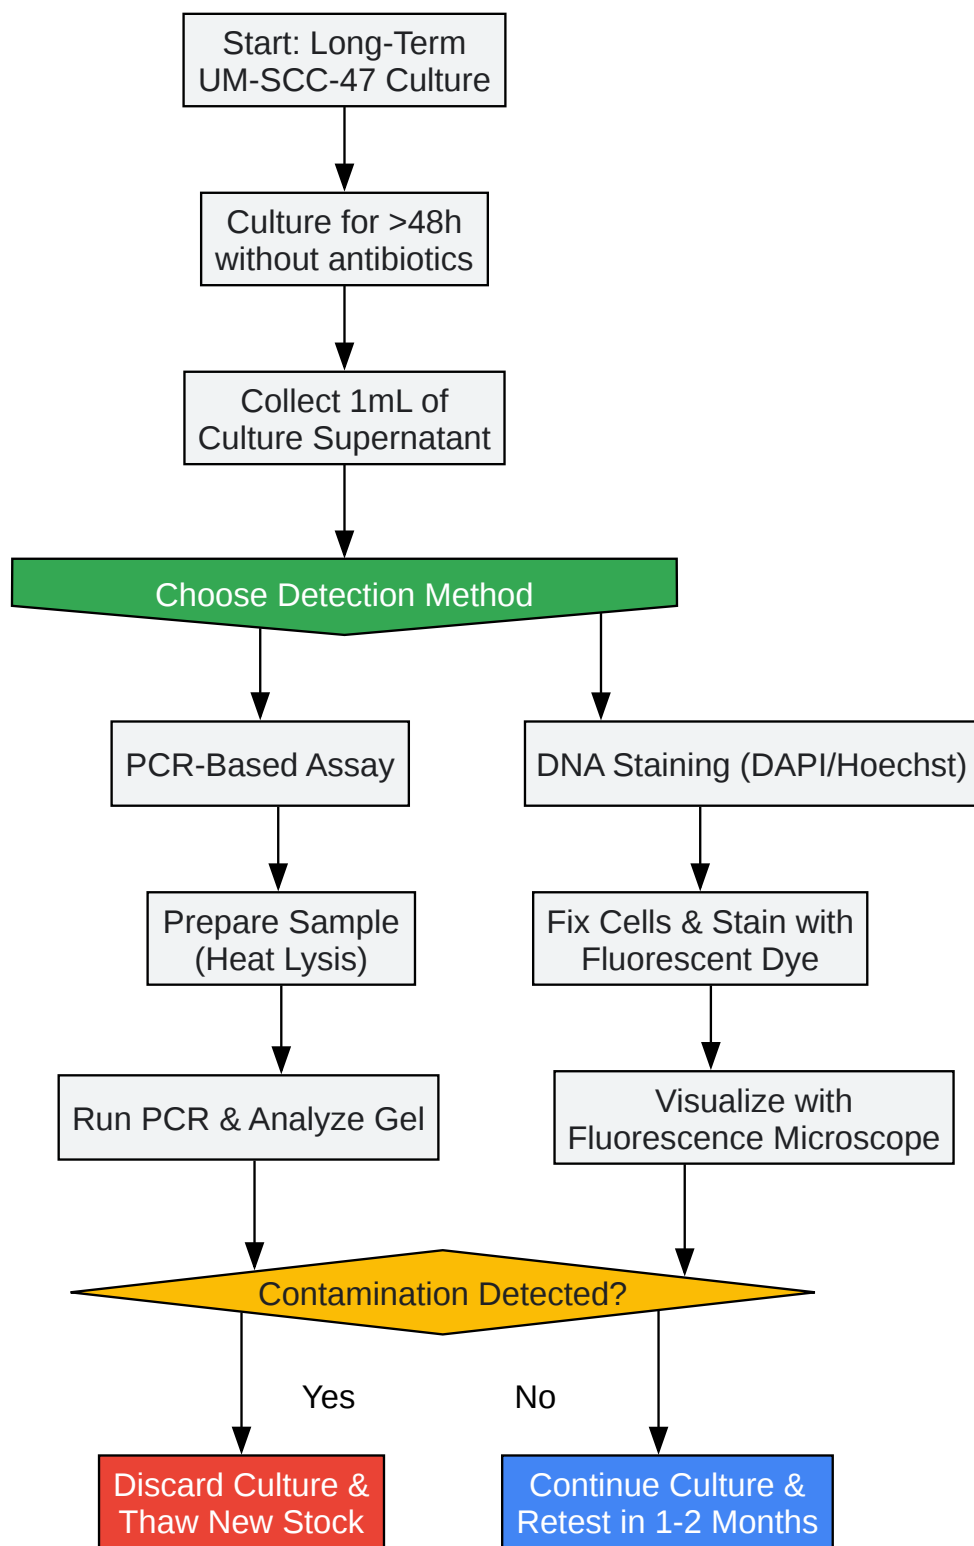 Start: Long-Term
UM-SCC-47 Culture
Culture for >48h
without antibiotics
Collect 1mL of
Culture Supernatant
Choose Detection Method
PCR-Based Assay
DNA Staining (DAPI/Hoechst)
Prepare Sample
(Heat Lysis)
Fix Cells & Stain with
Fluorescent Dye
Run PCR & Analyze Gel
Visualize with
Fluorescence Microscope
Contamination Detected?
Yes
No
Discard Culture &
Thaw New Stock
Continue Culture &
Retest in 1-2 Months